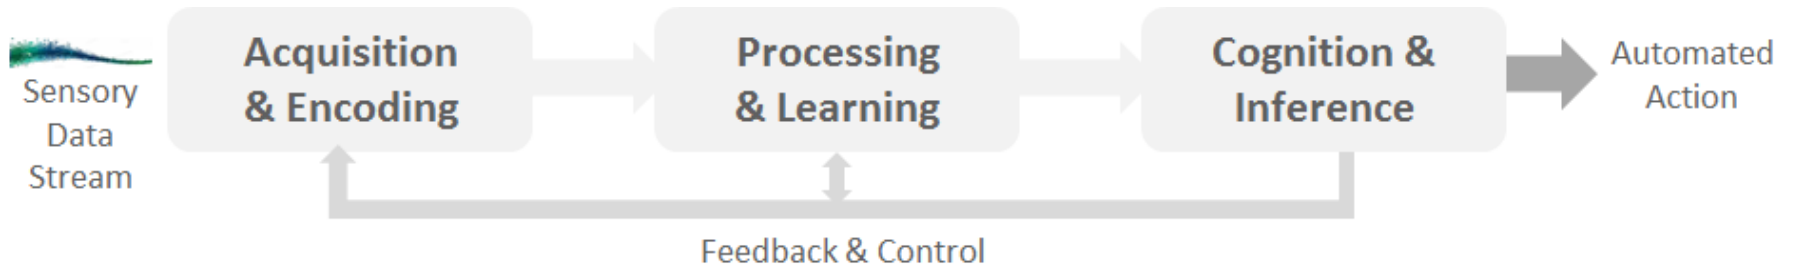 Sensory
Data
Stream
Acquisition
& Encoding
Processing
& Learning
Cognition &
Inference
Automated
Action
Feedback & Control